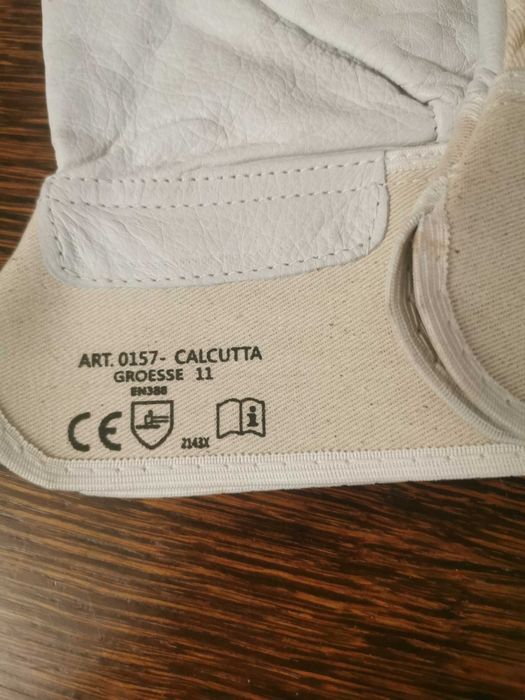 ART. 0157- CALCUTTA
GROESSE 11
EN388
CE
2143X
i